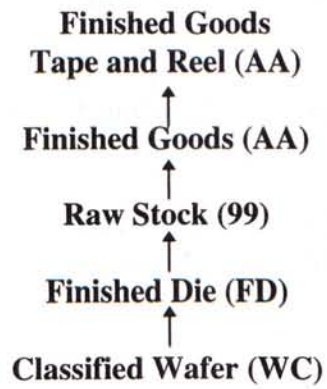 Finished Goods
Tape and Reel (AA)
Finished Goods (AA)
Raw Stock (99)
Finished Die (FD)
Classified Wafer (WC)